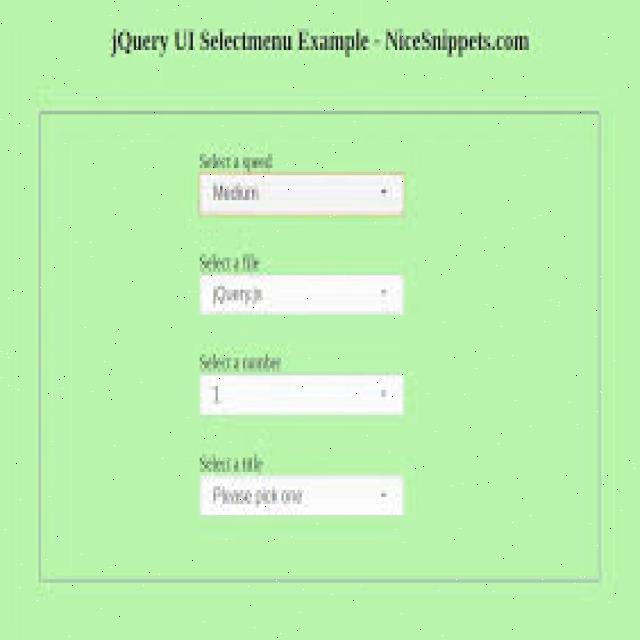 jQuery UI Selectmenu Example - NiceSnippets.com
Select a speed
Medium
Select a file
jQuery.js
Select a number
1
Select a title
Please pick one